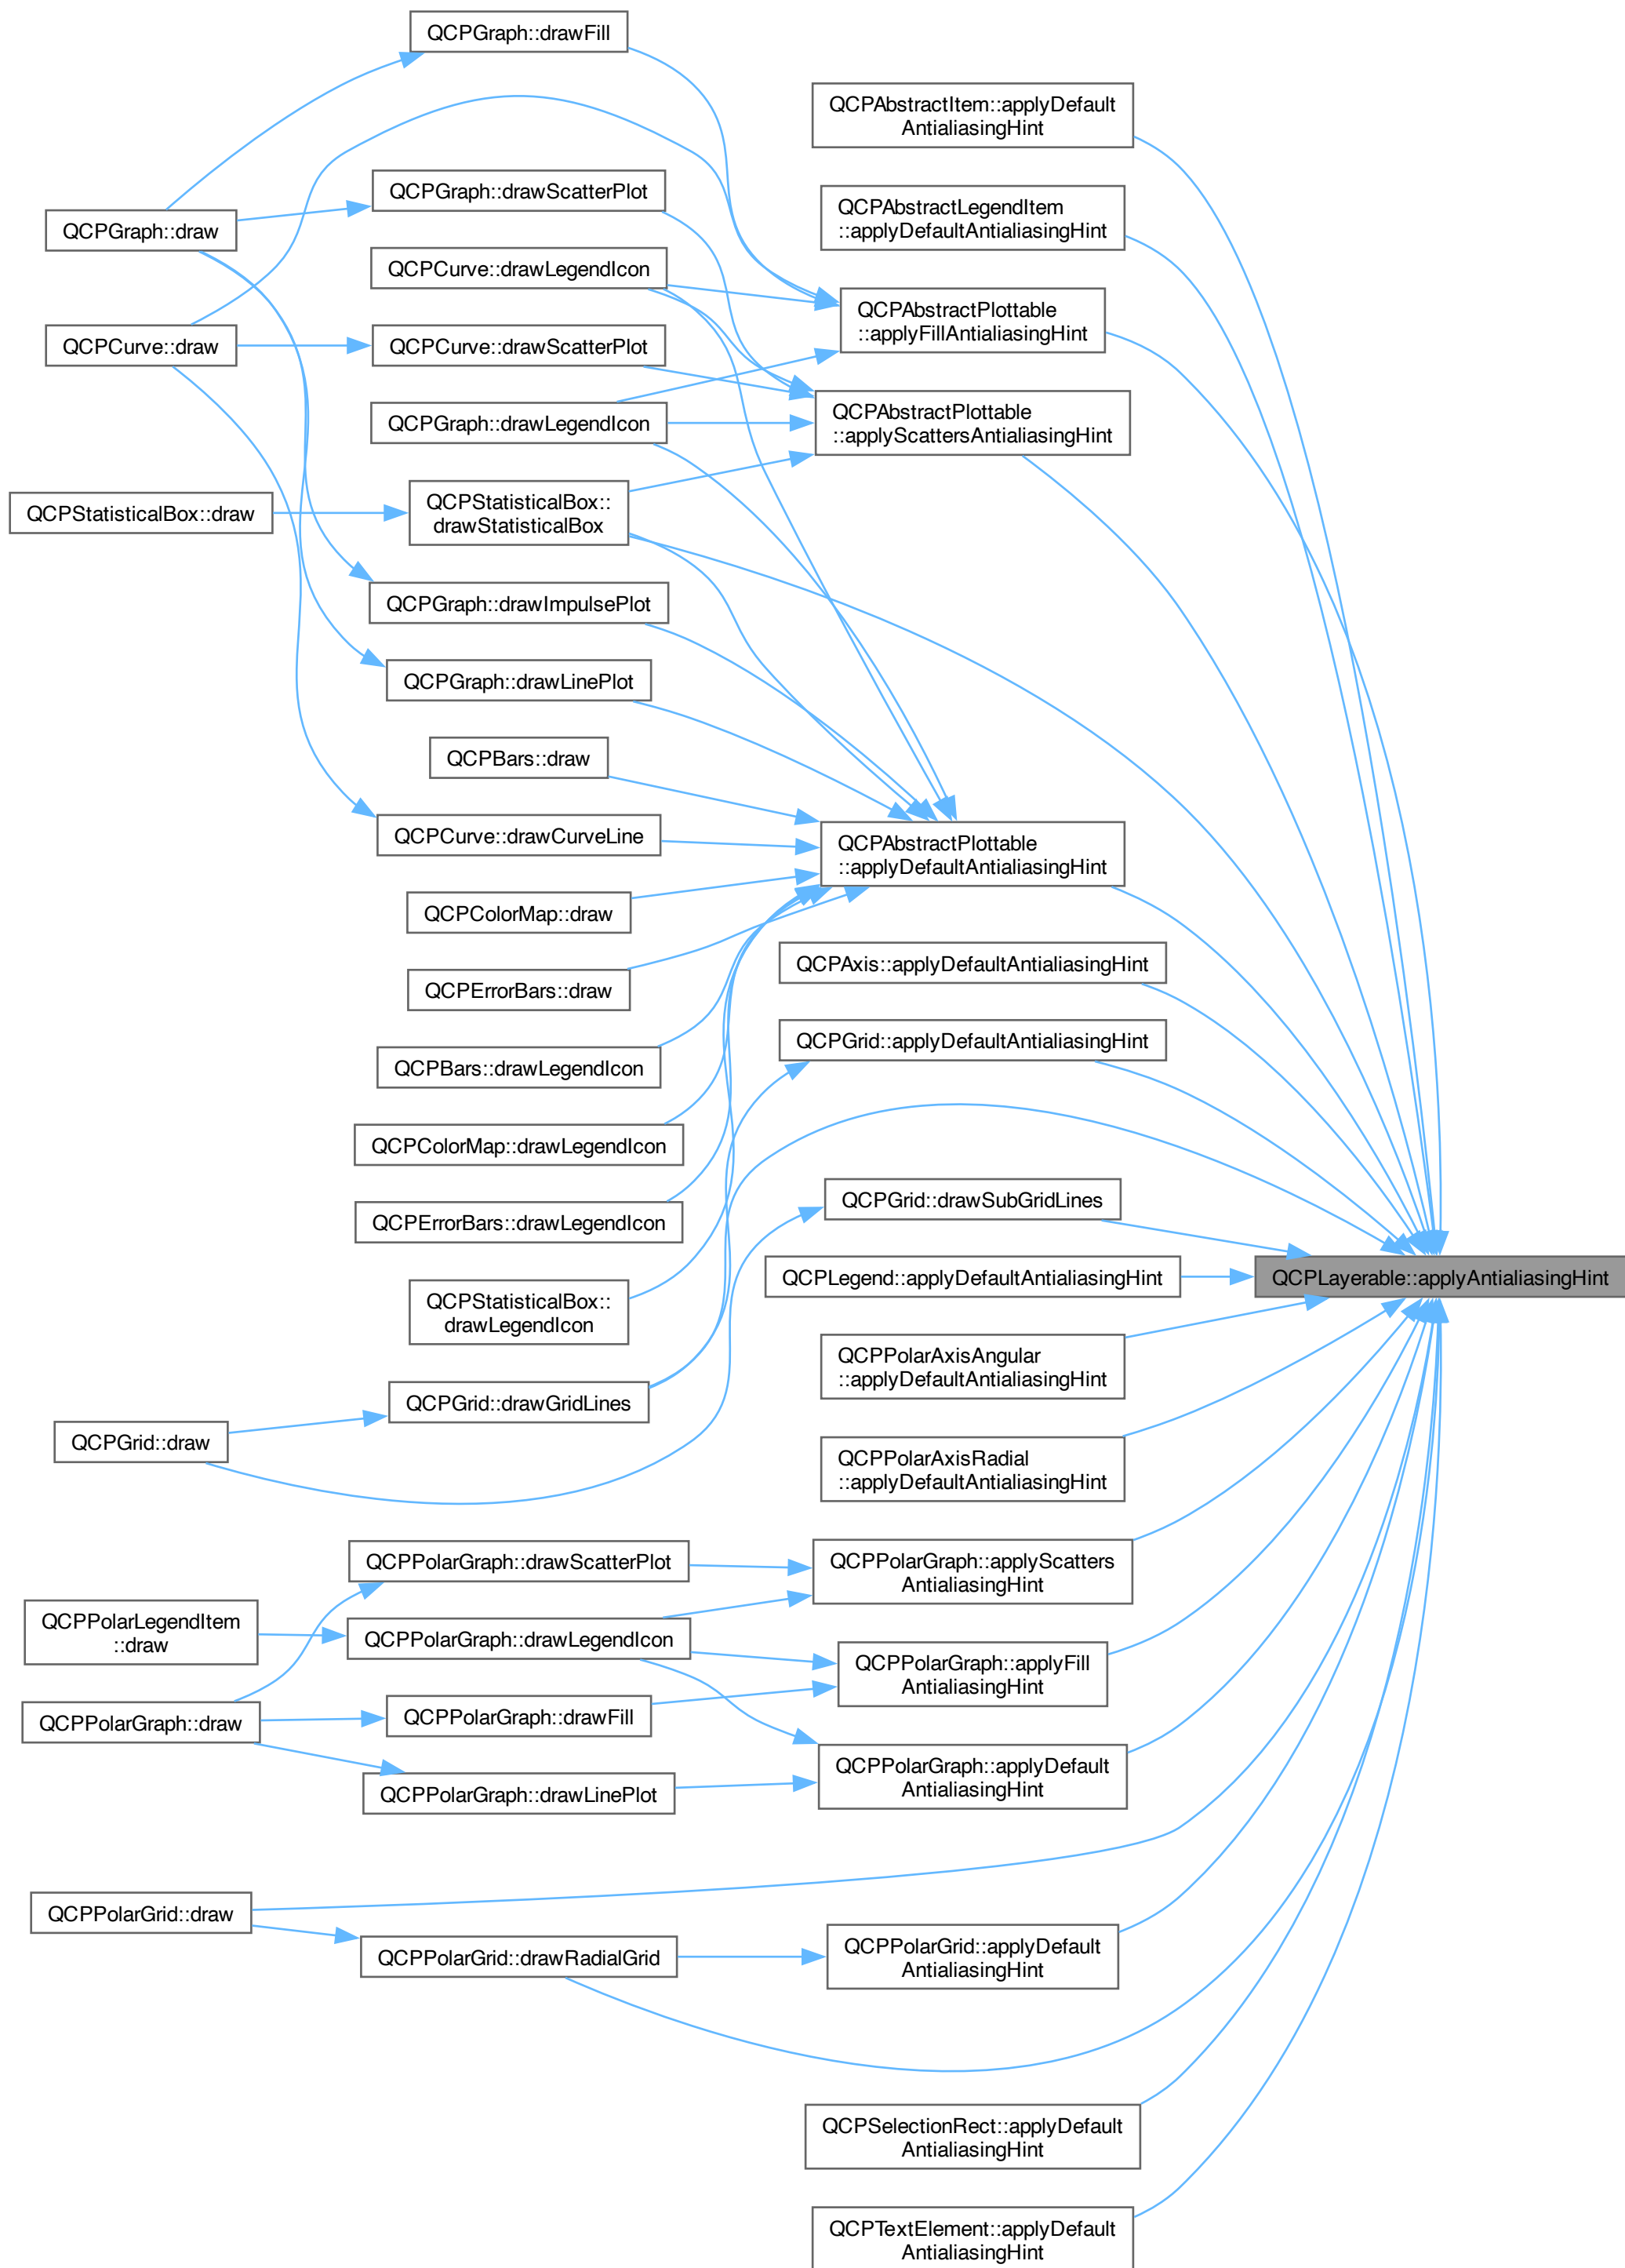 QCPGraph::drawFill
QCPAbstractItem::applyDefault
AntialiasingHint
QCPGraph::drawScatterPlot
QCPAbstractLegendItem
::applyDefaultAntialiasingHint
QCPGraph::draw
QCPCurve::drawLegendIcon
QCPAbstractPlottable
::applyFillAntialiasingHint
QCPCurve::draw
QCPCurve::drawScatterPlot
QCPGraph::drawLegendIcon
QCPAbstractPlottable
::applyScattersAntialiasingHint
QCPStatisticalBox::draw
QCPStatisticalBox::
drawStatisticalBox
QCPGraph::drawImpulsePlot
QCPGraph::drawLinePlot
QCPBars::draw
QCPCurve::drawCurveLine
QCPAbstractPlottable
::applyDefaultAntialiasingHint
QCPColorMap::draw
QCPAxis::applyDefaultAntialiasingHint
QCPErrorBars::draw
QCPGrid::applyDefaultAntialiasingHint
QCPBars::drawLegendIcon
QCPColorMap::drawLegendIcon
QCPGrid::drawSubGridLines
QCPErrorBars::drawLegendIcon
QCPLegend::applyDefaultAntialiasingHint
QCPLayerable::applyAntialiasingHint
QCPStatisticalBox::
drawLegendIcon
QCPPolarAxisAngular
::applyDefaultAntialiasingHint
QCPGrid::drawGridLines
QCPGrid::draw
QCPPolarAxisRadial
::applyDefaultAntialiasingHint
QCPPolarGraph::drawScatterPlot
QCPPolarGraph::applyScatters
AntialiasingHint
QCPPolarLegendItem
::draw
QCPPolarGraph::drawLegendIcon
QCPPolarGraph::applyFill
AntialiasingHint
QCPPolarGraph::draw
QCPPolarGraph::drawFill
QCPPolarGraph::applyDefault
AntialiasingHint
QCPPolarGraph::drawLinePlot
QCPPolarGrid::draw
QCPPolarGrid::drawRadialGrid
QCPPolarGrid::applyDefault
AntialiasingHint
QCPSelectionRect::applyDefault
AntialiasingHint
QCPTextElement::applyDefault
AntialiasingHint